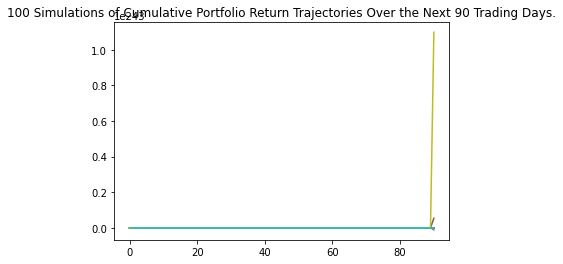 100 Simulations of Cumulative Portfolio Return Trajectories Over the Next 90 Trading Days.
1e243
1.0
0.8
0.6
0.4
0.2
0.0
0 20 40 60 80